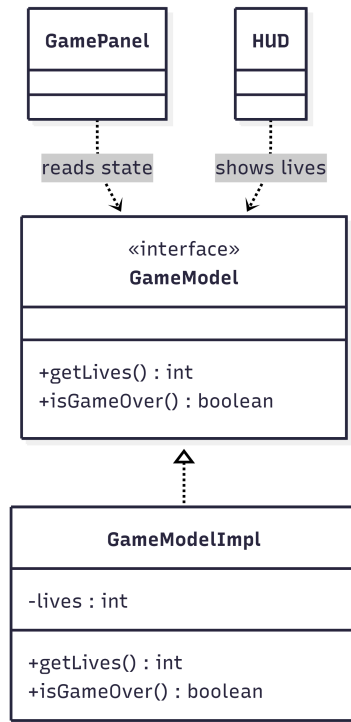 GamePanel
HUD
reads state
shows lives
«interface»
GameModel
+getLives() : int
+isGameOver() : boolean
GameModelImpl
-lives : int
+getLives() : int
+isGameOver() : boolean